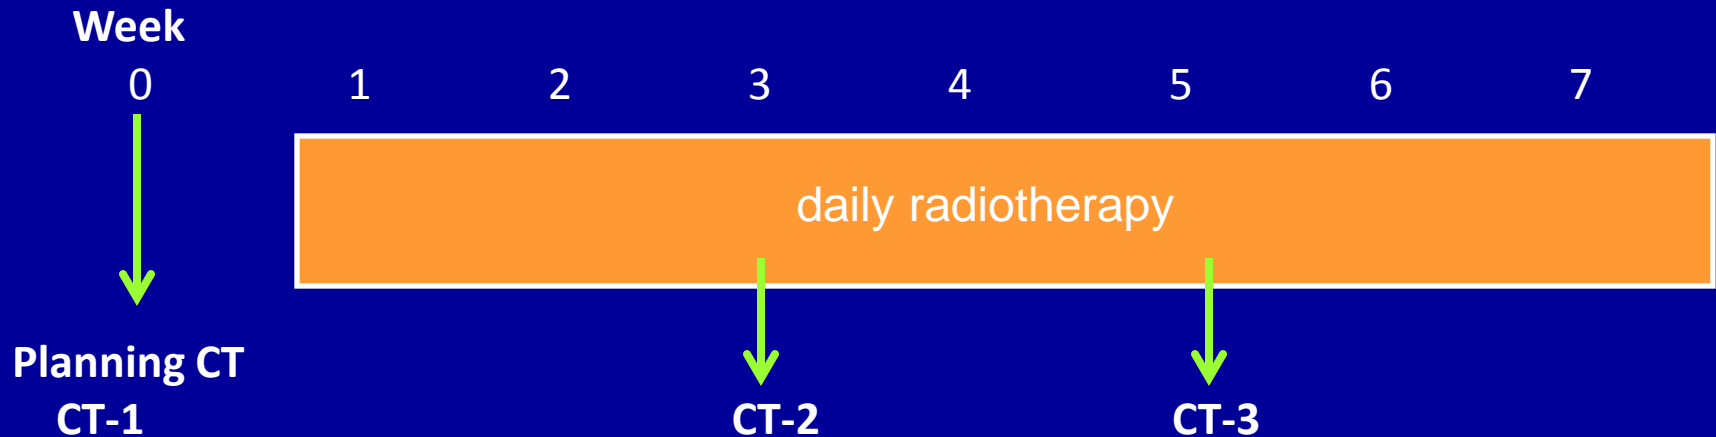 Week
0 1 2 3 4 5 6 7
daily radiotherapy
Planning CT
CT-1 CT-2 CT-3